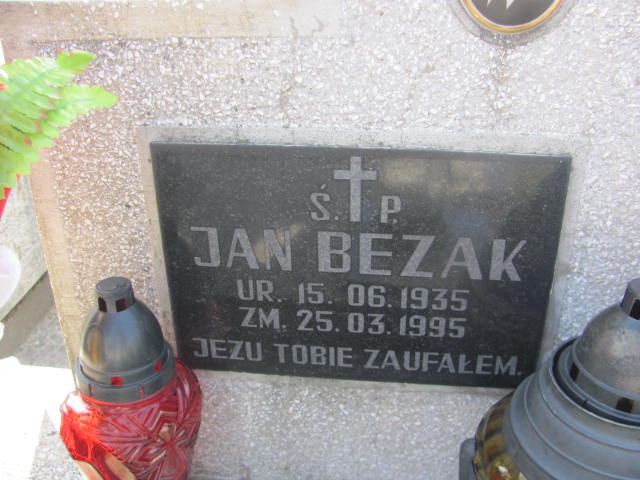 Ś. P.
JAN BEZAK
UR. 15. 06. 1935
ZM. 25. 03. 1995
JEZU TOBIE ZAUFAŁEM.